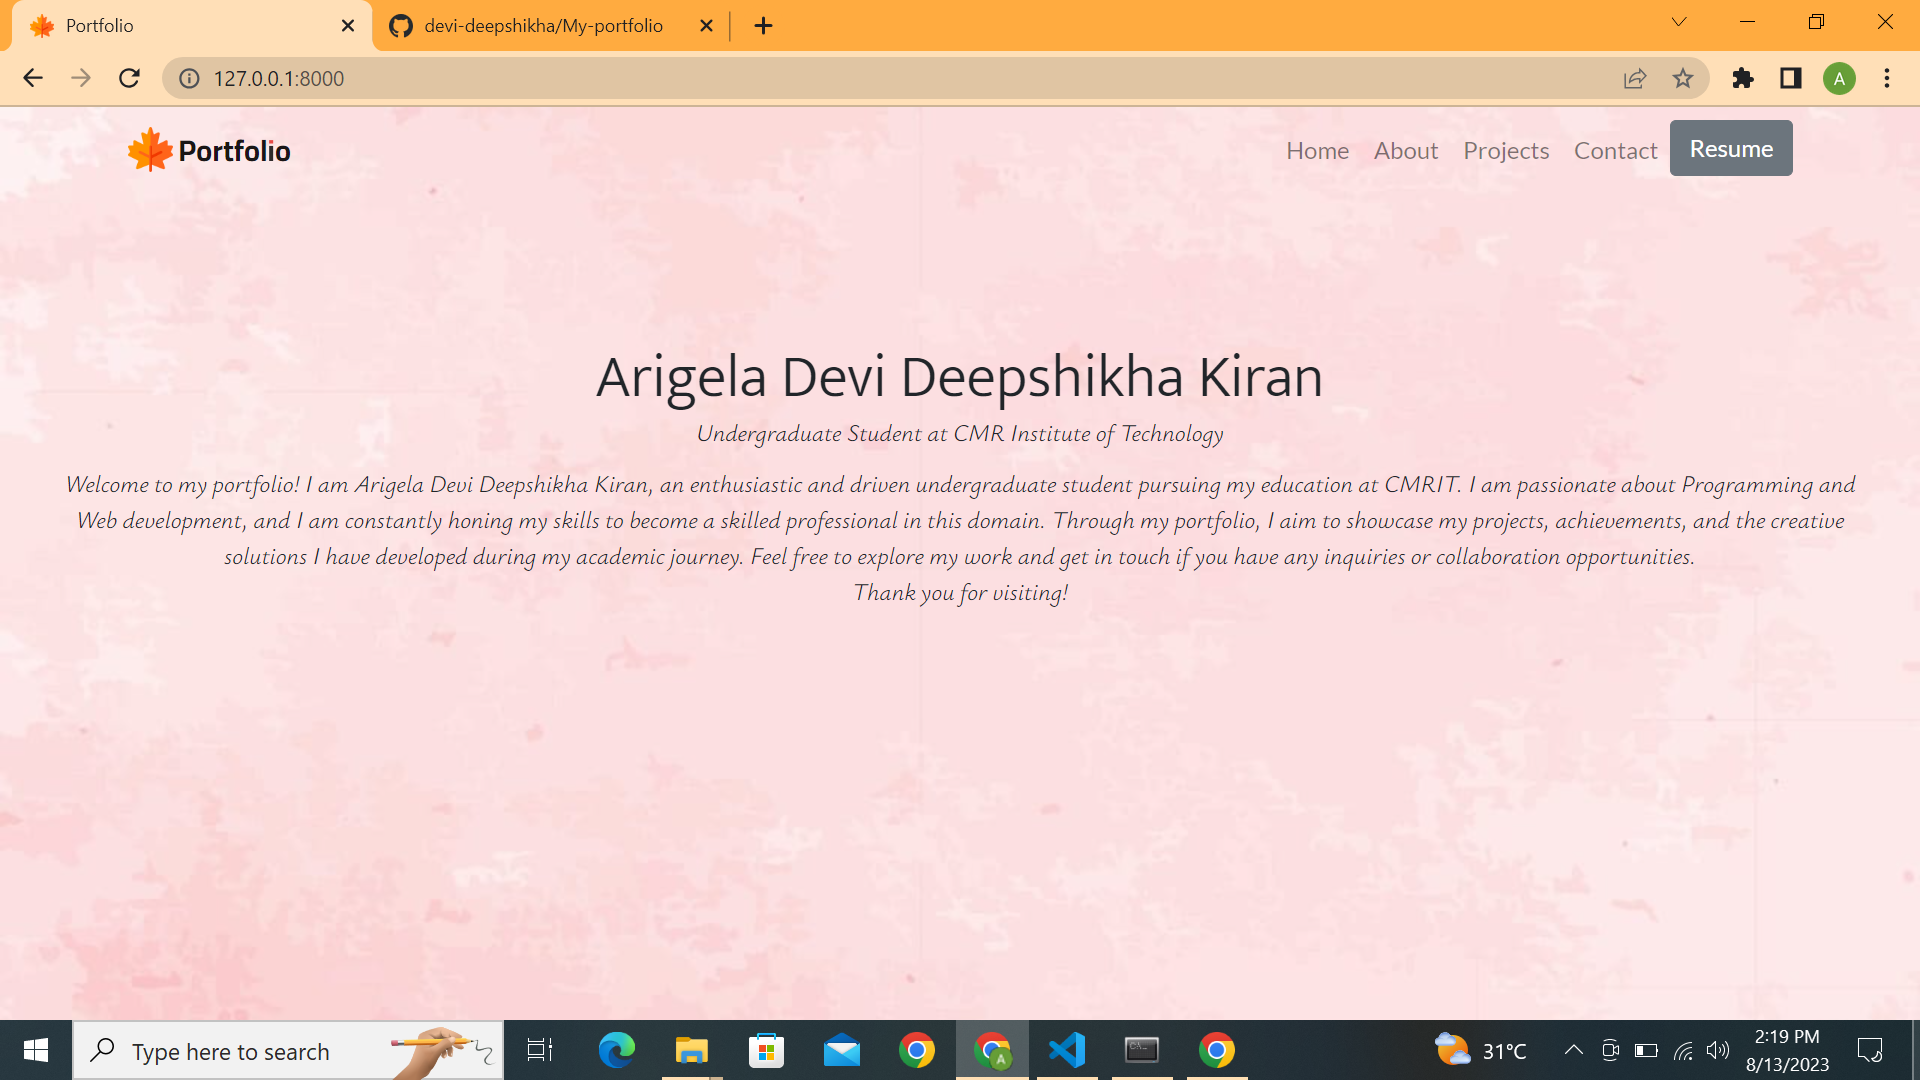 Portfolio
devi-deepshikha/My-portfolio
127.0.0.1:8000
A
Portfolio
Home About Projects Contact Resume
Arigela Devi Deepshikha Kiran
Undergraduate Student at CMR Institute of Technology
Welcome to my portfolio! I am Arigela Devi Deepshikha Kiran, an enthusiastic and driven undergraduate student pursuing my education at CMRIT. I am passionate about Programming and
Web development, and I am constantly honing my skills to become a skilled professional in this domain. Through my portfolio, I aim to showcase my projects, achievements, and the creative
solutions I have developed during my academic journey. Feel free to explore my work and get in touch if you have any inquiries or collaboration opportunities.
Thank you for visiting!
Type here to search
A
31°C
2:19 PM
8/13/2023